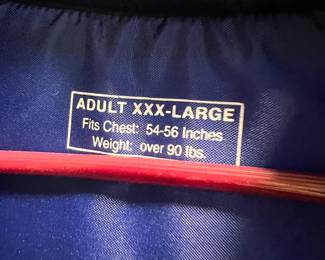 ADULT XXX-LARGE
Fits Chest: 54-56 Inches
Weight: over 90 lbs.